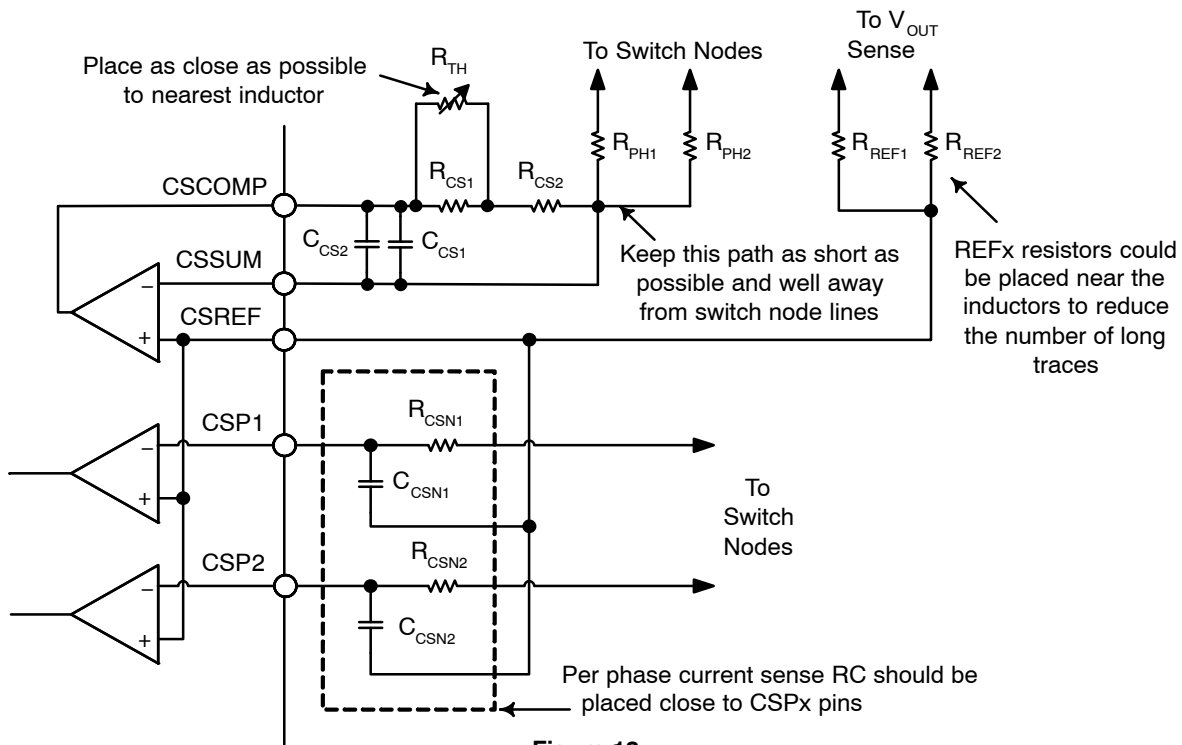 To V_OUT
Sense
To Switch Nodes
Place as close as possible
to nearest inductor
R_TH
R_PH1
R_PH2
R_REF1
R_REF2
R_CS1
R_CS2
CSCOMP
C_CS2
C_CS1
Keep this path as short as
possible and well away
from switch node lines
REFx resistors could
be placed near the
inductors to reduce
the number of long
traces
CSSUM
−
CSREF
+
CSP1
R_CSN1
−
C_CSN1
+
To
Switch
Nodes
CSP2
R_CSN2
−
C_CSN2
+
Per phase current sense RC should be
placed close to CSPx pins